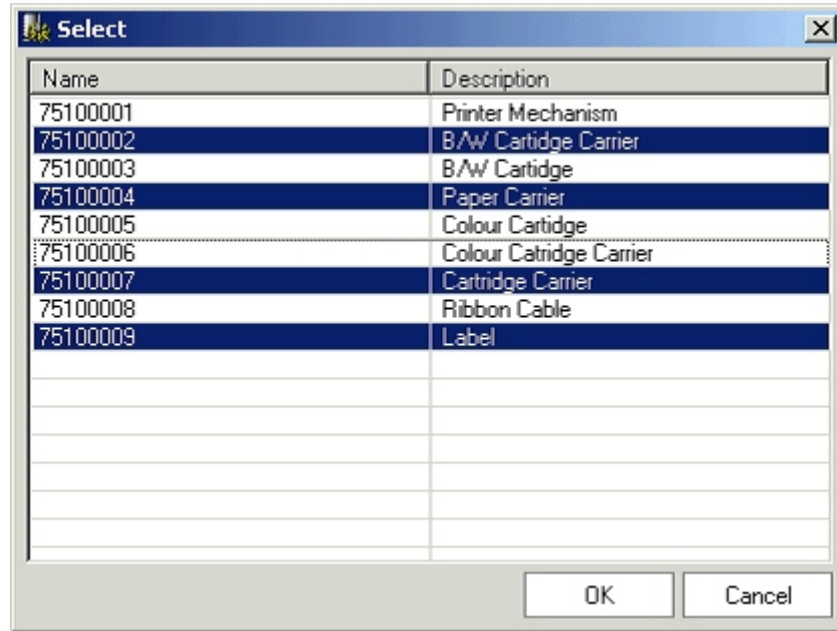 Select
Name Description
75100001 Printer Mechanism
75100002 B/W Cartidge Carrier
75100003 B/W Cartidge
75100004 Paper Carrier
75100005 Colour Cartidge
75100006 Colour Catridge Carrier
75100007 Cartridge Carrier
75100008 Ribbon Cable
75100009 Label
OK Cancel